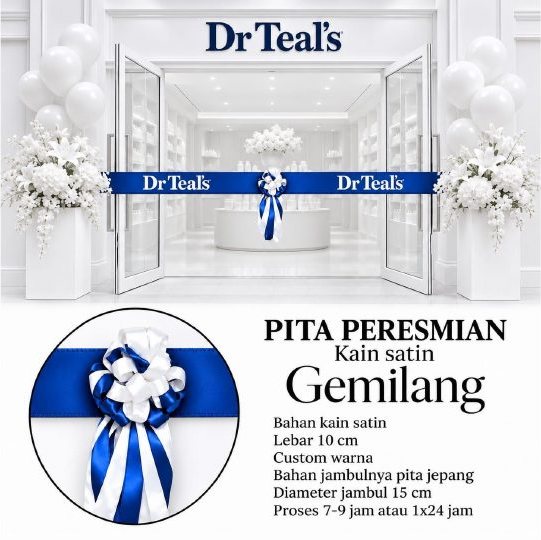 Dr Teal's
Dr Teal's Dr Teal's
PITA PERESMIAN
Kain satin
Gemilang
Bahan kain satin
Lebar 10 cm
Custom warna
Bahan jambulnya pita jepang
Diameter jambul 15 cm
Proses 7-9 jam atau 1x24 jam